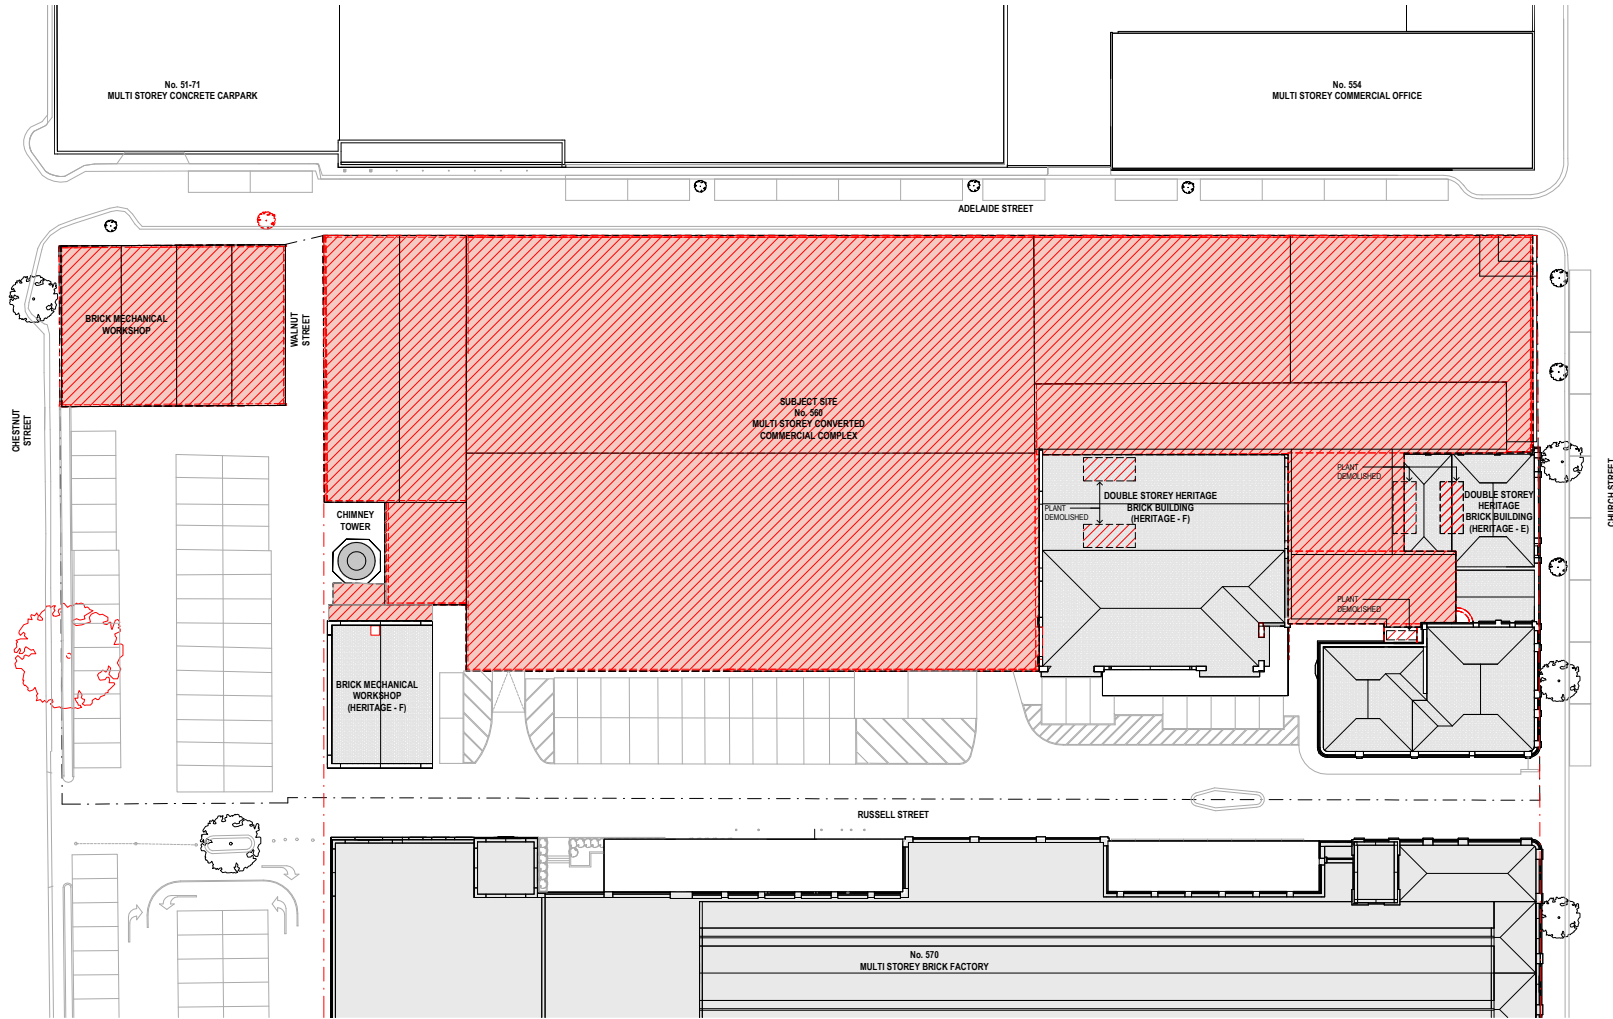 No. 51-71
MULTI STOREY CONCRETE CARPARK
No. 554
MULTI STOREY COMMERCIAL OFFICE
ADELAIDE STREET
BRICK MECHANICAL
WORKSHOP
WALNUT
STREET
CHESTNUT
STREET
SUBJECT SITE
No. 560
MULTI STOREY CONVERTED
COMMERCIAL COMPLEX
CHURCH STREET
CHIMNEY
TOWER
PLANT
DEMOLISHED
DOUBLE STOREY HERITAGE
BRICK BUILDING
(HERITAGE - F)
PLANT
DEMOLISHED
DOUBLE STOREY
HERITAGE
BRICK BUILDING
(HERITAGE - E)
PLANT
DEMOLISHED
BRICK MECHANICAL
WORKSHOP
(HERITAGE - F)
RUSSELL STREET
No. 570
MULTI STOREY BRICK FACTORY